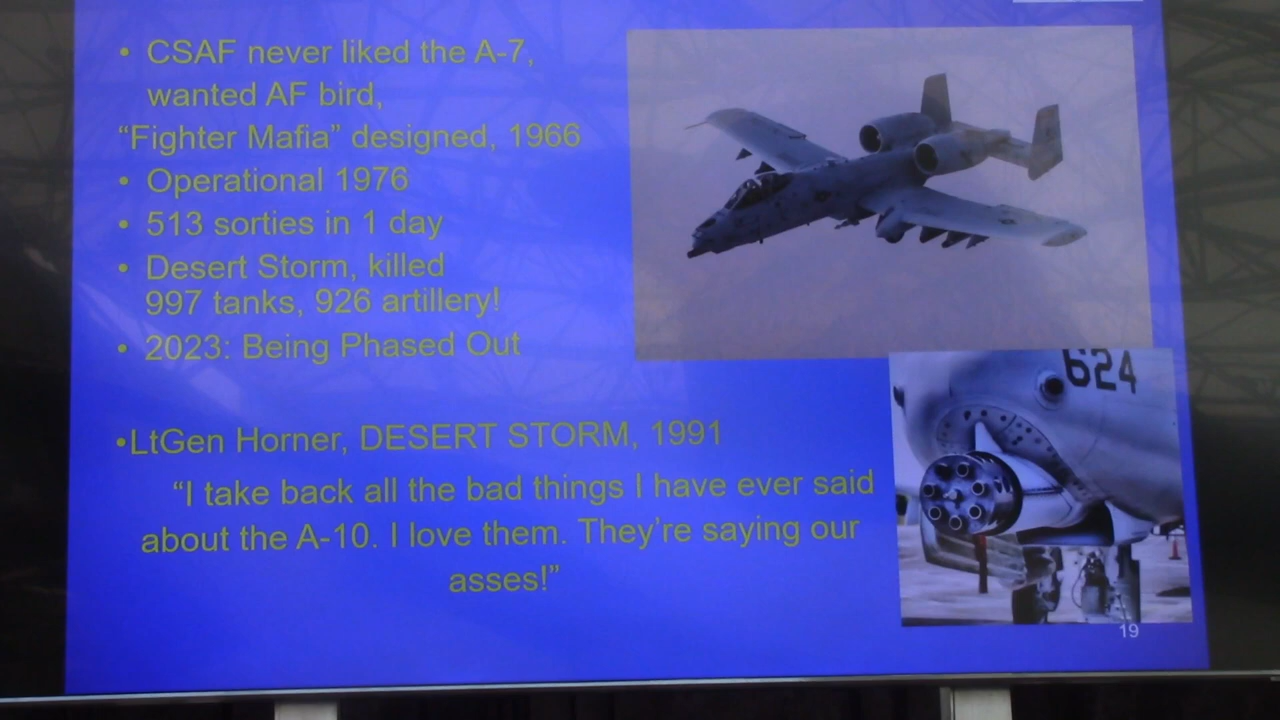 • CSAF never liked the A-7,
wanted AF bird,
“Fighter Mafia” designed, 1966
• Operational 1976
• 513 sorties in 1 day
• Desert Storm, killed
997 tanks, 926 artillery!
• 2023: Being Phased Out
•LtGen Horner, DESERT STORM, 1991
“I take back all the bad things I have ever said
about the A-10. I love them. They’re saying our
asses!”
624
19